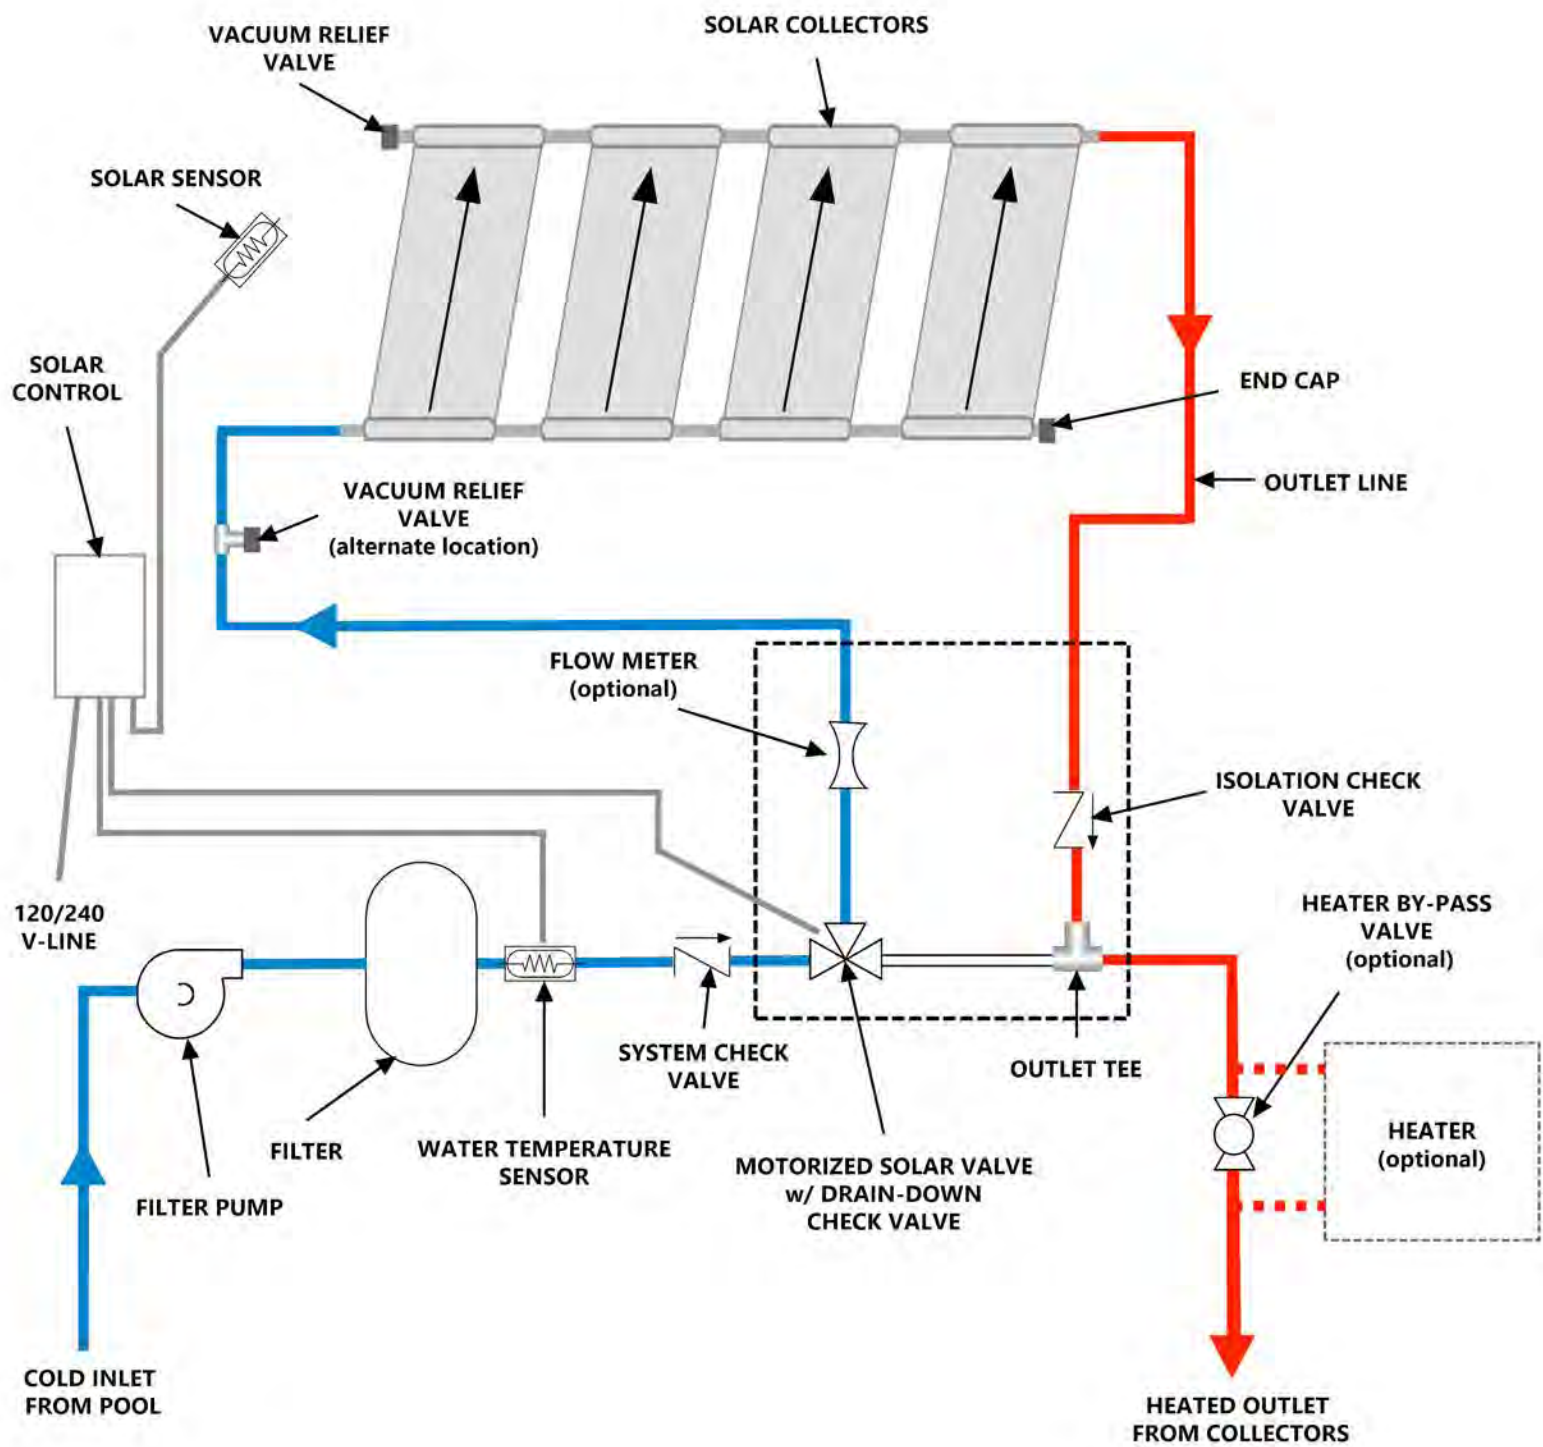 SOLAR COLLECTORS
VACUUM RELIEF
VALVE
SOLAR SENSOR
SOLAR
CONTROL
END CAP
OUTLET LINE
VACUUM RELIEF
VALVE
(alternate location)
FLOW METER
(optional)
ISOLATION CHECK
VALVE
120/240
V-LINE
HEATER BY-PASS
VALVE
(optional)
SYSTEM CHECK
VALVE
OUTLET TEE
FILTER
WATER TEMPERATURE
SENSOR
MOTORIZED SOLAR VALVE
w/ DRAIN-DOWN
CHECK VALVE
HEATER
(optional)
FILTER PUMP
COLD INLET
FROM POOL
HEATED OUTLET
FROM COLLECTORS